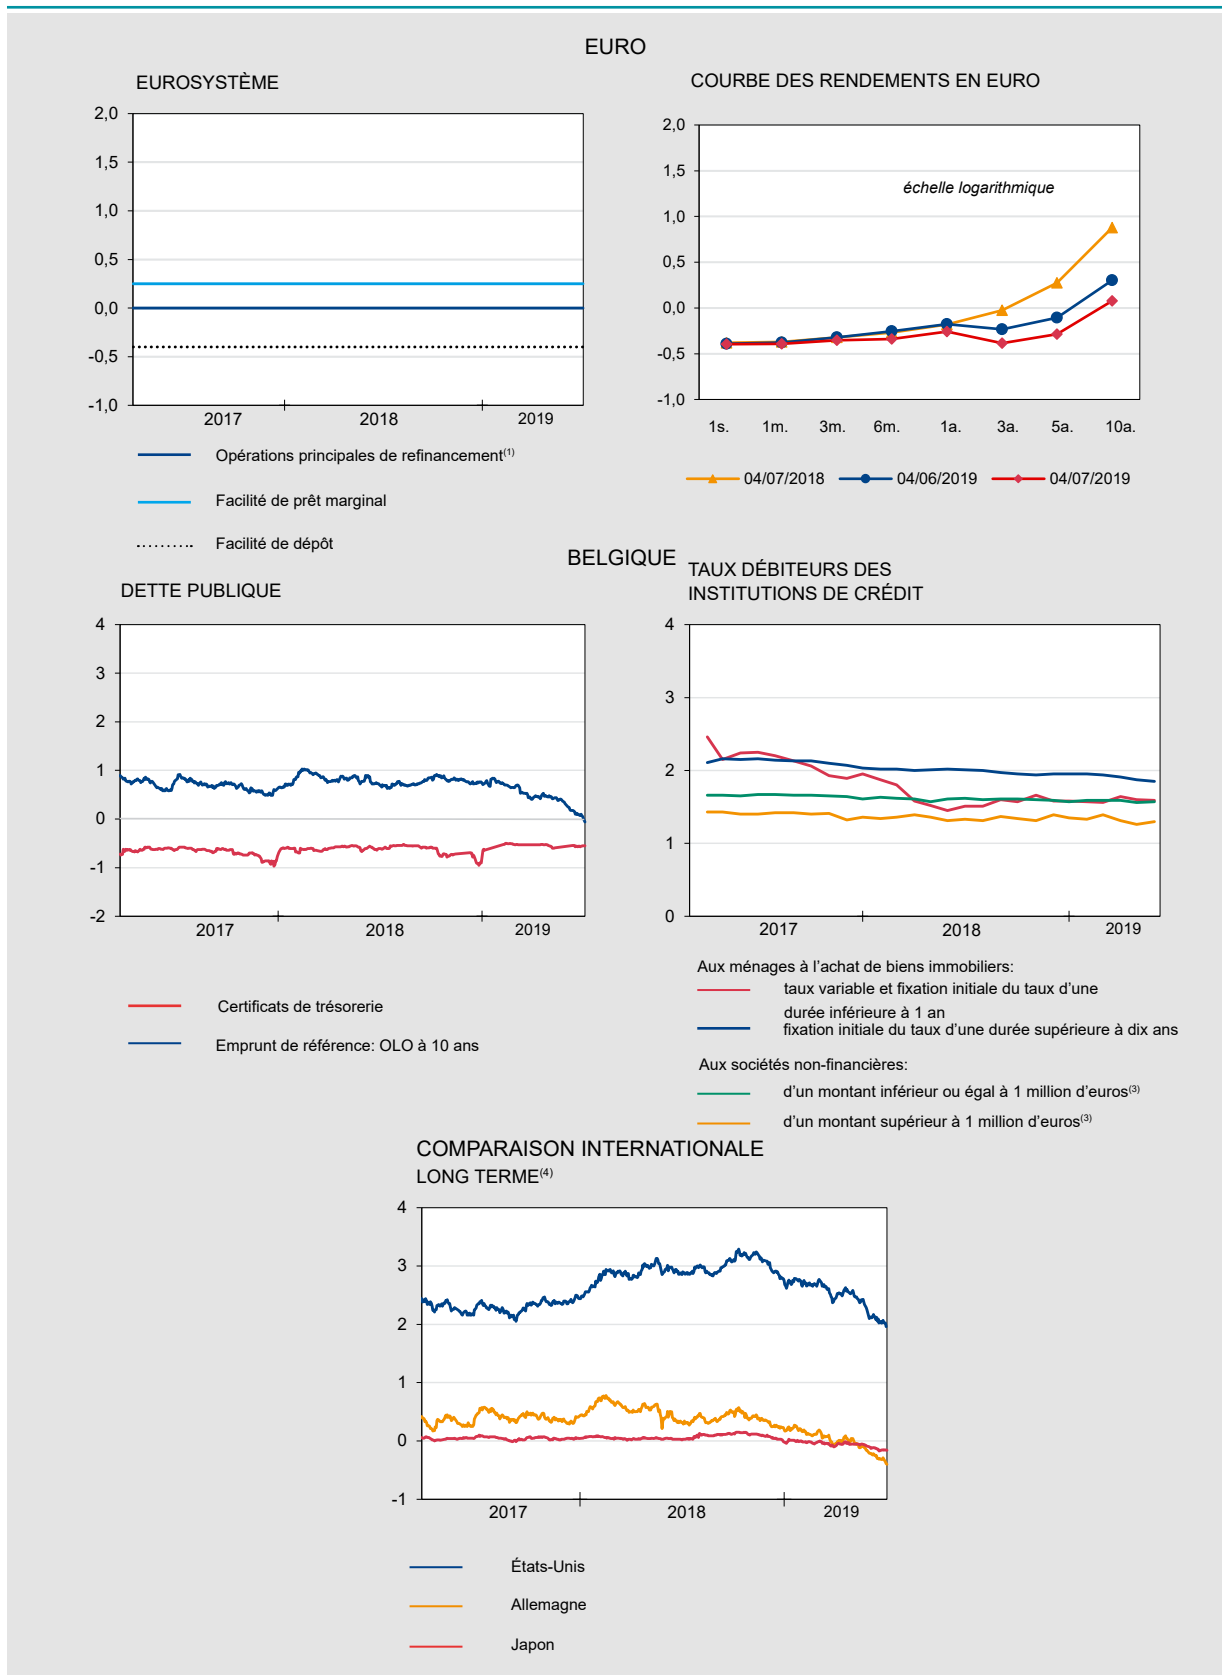 EURO
EUROSYSTÈME
2,0
1,5
1,0
0,5
0,0
-0,5
-1,0
2017 2018 2019
Opérations principales de refinancement(1)
Facilité de prêt marginal
Facilité de dépôt
COURBE DES RENDEMENTS EN EURO
2,0
1,5
1,0
0,5
0,0
-0,5
-1,0
échelle logarithmique
1s. 1m. 3m. 6m. 1a. 3a. 5a. 10a.
04/07/2018 04/06/2019 04/07/2019
BELGIQUE
DETTE PUBLIQUE
4
3
2
1
0
-1
-2
2017 2018 2019
Certificats de trésorerie
Emprunt de référence: OLO à 10 ans
TAUX DÉBITEURS DES
INSTITUTIONS DE CRÉDIT
4
3
2
1
0
2017 2018 2019
Aux ménages à l’achat de biens immobiliers:
taux variable et fixation initiale du taux d’une
durée inférieure à 1 an
fixation initiale du taux d’une durée supérieure à dix ans
Aux sociétés non-financières:
d’un montant inférieur ou égal à 1 million d’euros(3)
d’un montant supérieur à 1 million d’euros(3)
COMPARAISON INTERNATIONALE
LONG TERME(4)
4
3
2
1
0
-1
2017 2018 2019
États-Unis
Allemagne
Japon